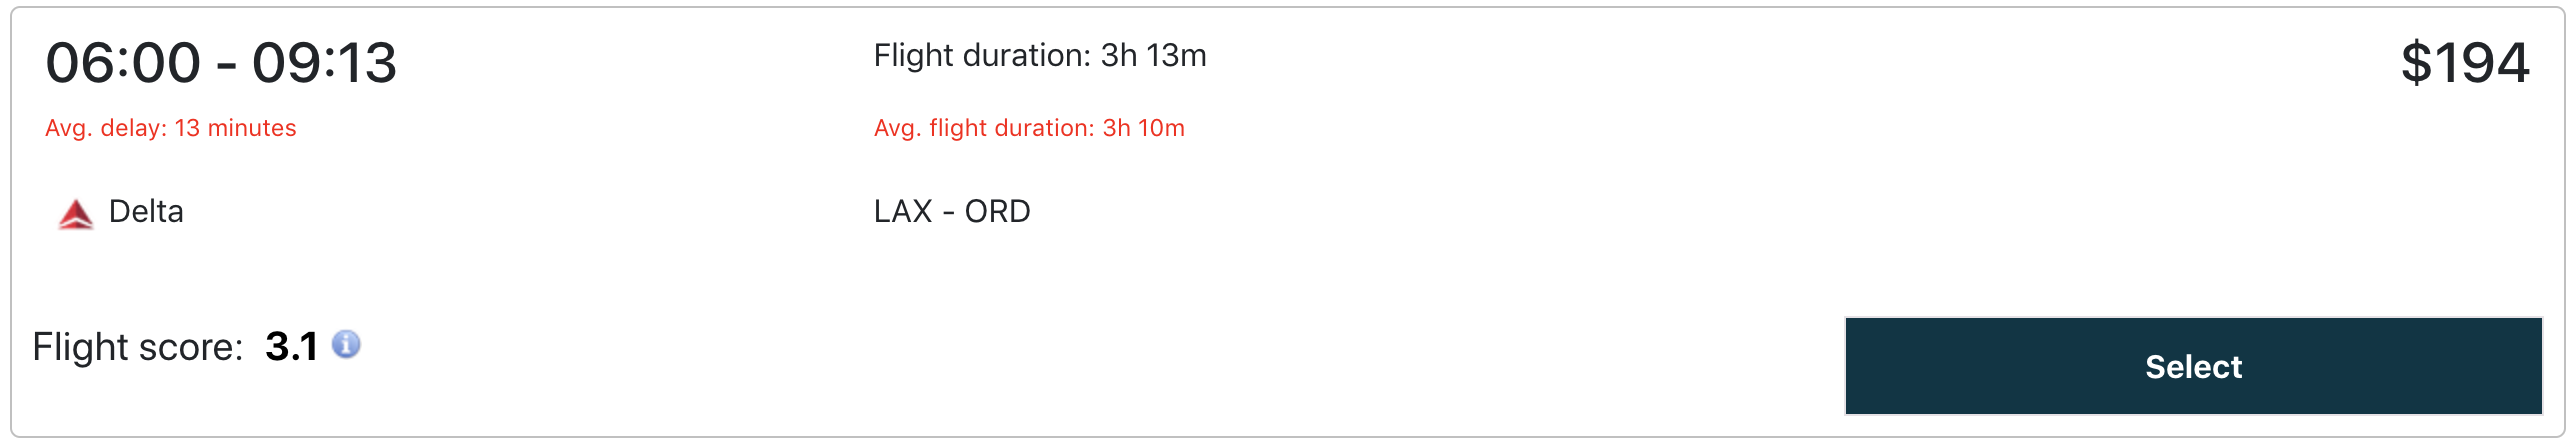 06:00 - 09:13
Flight duration: 3h 13m
$194
Avg. delay: 13 minutes
Avg. flight duration: 3h 10m
Delta
LAX - ORD
Flight score: 3.1
Select